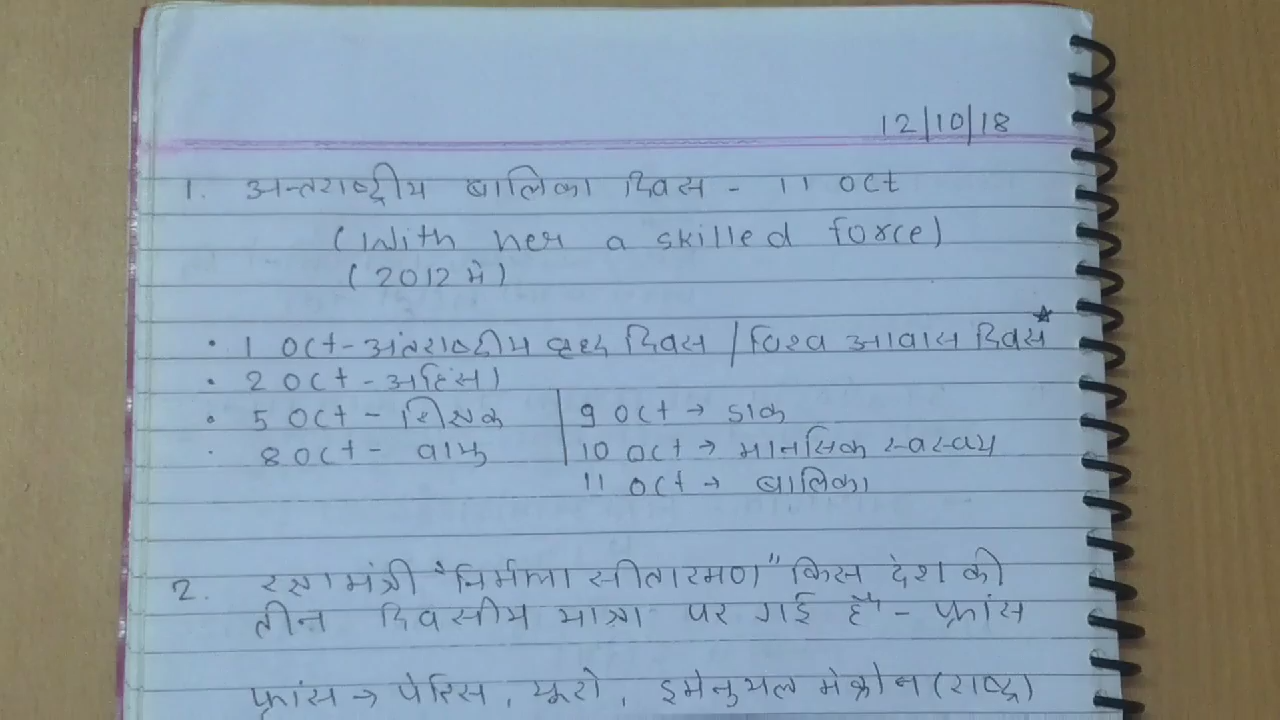 12/10/18
1. अन्तराष्ट्रीय बालिका दिवस - 11 Oct
(With her a skilled force)
(2012 मे)
• 1 Oct - अंतराष्ट्रीय वृद्ध दिवस / विश्व आवास दिवस*
• 2 Oct - अहिंसा
• 5 Oct - शिक्षक | 9 Oct → डाक
• 8 Oct - वायु | 10 Oct → मानसिक स्वास्थय
11 Oct → बालिका
2. रक्षा मंत्री "निर्मला सीतारमण" किस देश की
तीन दिवसीय यात्रा पर गई है - फ्रांस
फ्रांस → पेरिस, यूरो, इमेनुयल मेक्रोन (राष्ट्र)